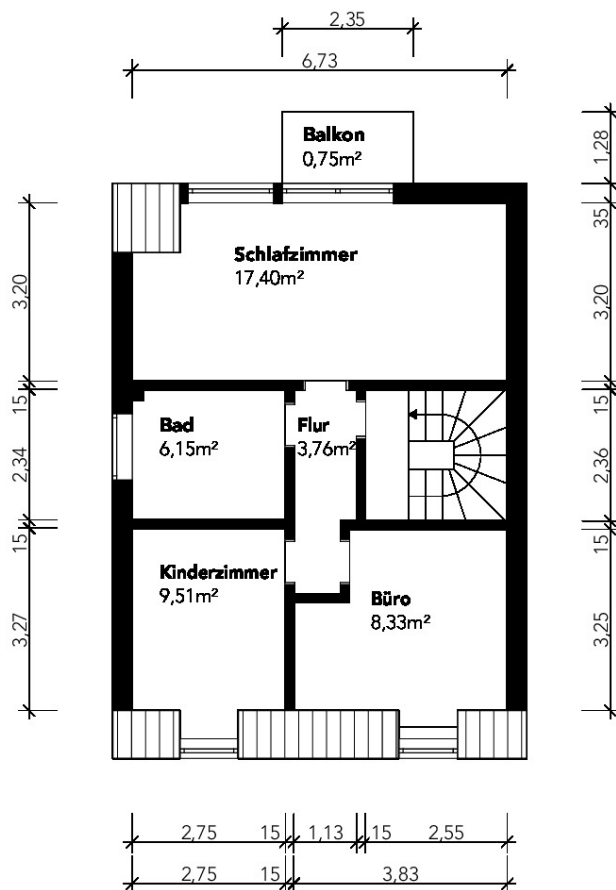 2,35
6,73
Balkon
0,75m²
1,28
35
Schlafzimmer
17,40m²
3,20
3,20
15
15
Bad
6,15m²
Flur
3,76m²
2,34
2,36
15
15
Kinderzimmer
9,51m²
Büro
8,33m²
3,27
3,25
2,75 15 1,13 15 2,55
2,75 15 3,83